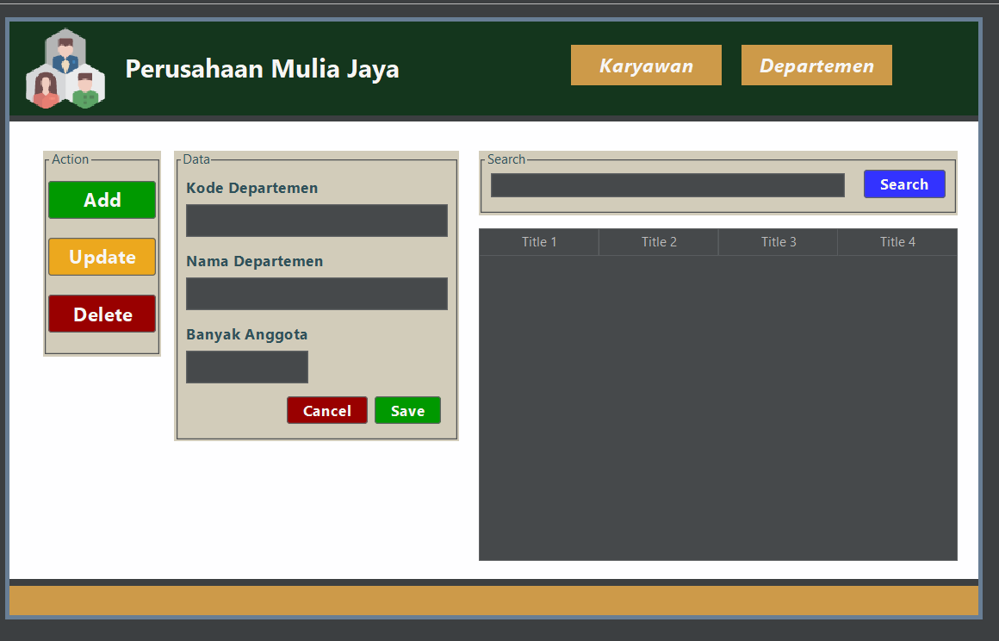 Perusahaan Mulia Jaya
Karyawan
Departemen
Action
Add
Update
Delete
Data
Kode Departemen
Nama Departemen
Banyak Anggota
Cancel
Save
Search
Search
Title 1
Title 2
Title 3
Title 4